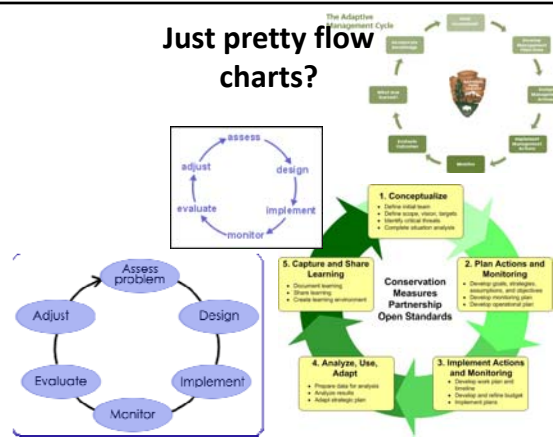 Just pretty flow
charts?
The Adaptive
Management Cycle
Monitor
assess
design
implement
monitor
evaluate
adjust
Assess
problem
Design
Implement
Monitor
Evaluate
Adjust
Conservation
Measures
Partnership
Open Standards
1. Conceptualize
• Define initial team
• Define scope, vision, targets
• Identify critical threats
• Complete situation analysis
2. Plan Actions and
Monitoring
• Develop goals, strategies,
assumptions, and objectives
• Develop monitoring plan
• Develop operational plan
3. Implement Actions
and Monitoring
• Develop work plan and
timeline
• Develop and refine budget
• Implement plans
4. Analyze, Use,
Adapt
• Prepare data for analysis
• Analyze results
• Adapt strategic plan
5. Capture and Share
Learning
• Document learning
• Share learning
• Create learning environment